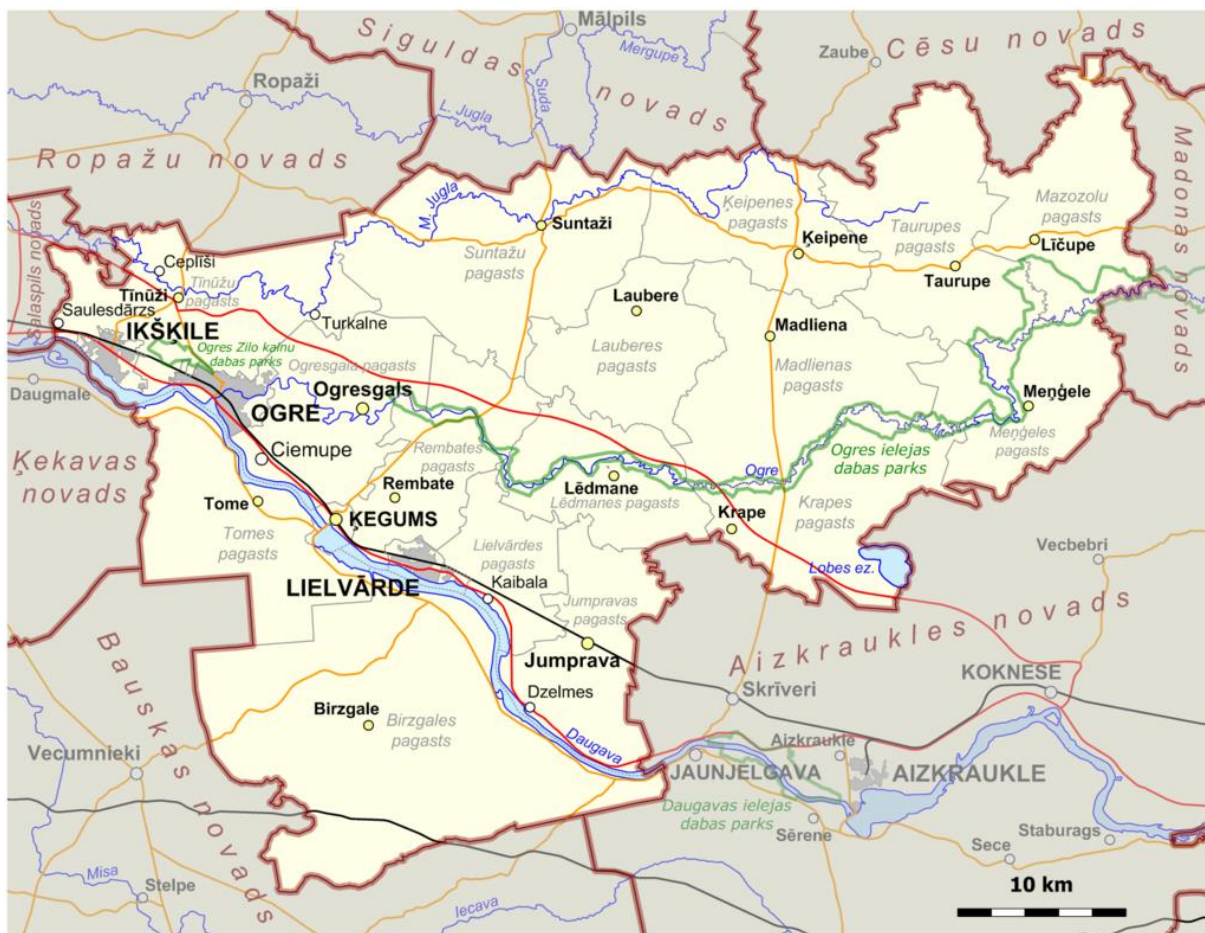 Mālpils
Siguldas
novads
Mergupe
Zaube
Cēsu novads
Ropaži
Suda
L. Jugla
Ropažu novads
Madonas novads
M. Jugla
Keipenes
pagasts
Mazozolu
pagasts
Taurupes
pagasts
Suntaži
Suntažu
pagasts
Ķeipene
Līčupe
Taurupe
Salaspils novads
Ceplīši
Tīnūži
Tīnūžu
pagasts
Saulesdārzs
IKŠĶILE
Turkalne
Laubere
Lauberes
pagasts
Madliena
Madlienas
pagasts
Ogres Zilo kalnu
dabas parks
Ogresgala pagasts
Daugmale
Ogresgals
OGRE
Meņģele
Meņģeles
pagasts
Ciemupe
Rembates
pagasts
Ogre
Ogres ielejas
dabas parks
Ķekavas
novads
Rembate
Lēdmane
Lēdmanes pagasts
Tome
Tomes
pagasts
ĶEGUMS
Krape
Krapes
pagasts
Lielvārdes
pagasts
Lobes ez.
Vecbebri
LIELVĀRDE
Kaibala
Jumpravas
pagasts
Aizkraukles novads
Bauskas novads
Jumprava
Skrīveri
KOKNESE
Dzelmes
Birzgale
Birzgales
pagasts
Daugava
Vecumnieki
Aizkraukle
JAUNJELGAVA
AIZKRAUKLE
Daugavas ielejas
dabas parks
Sērene
Staburags
Sece
Misa
Stelpe
Iecava
10 km